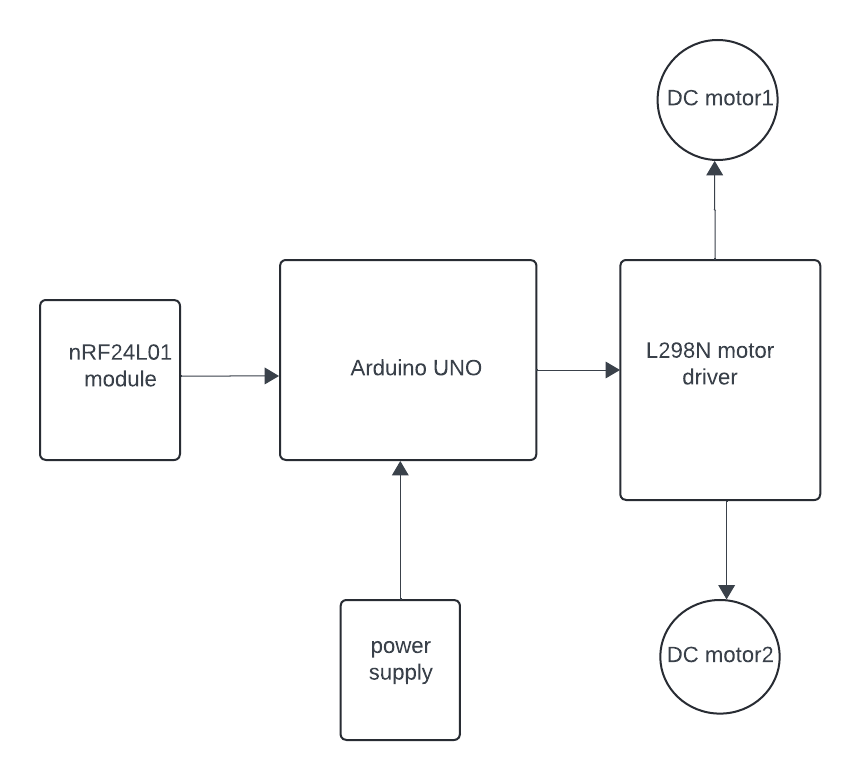 DC motor1
nRF24L01
module
Arduino UNO
L298N motor
driver
power
supply
DC motor2